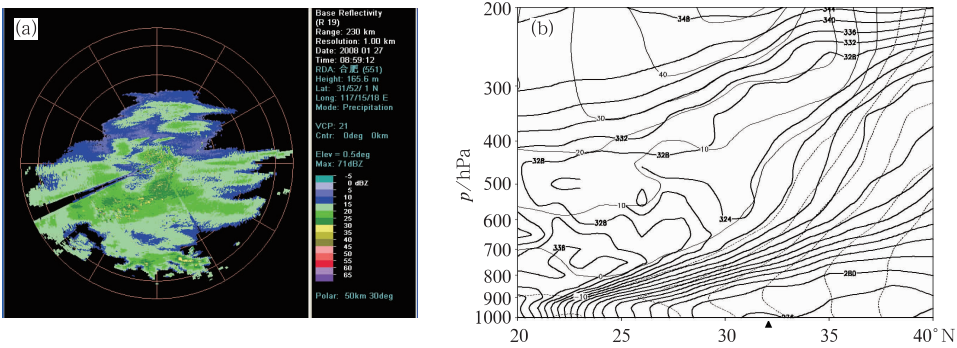 (a)
Base Reflectivity
(R 19)
Range: 230 km
Resolution: 1.00 km
Date: 2008 01 27
Time: 08:59:12
RDA: 合肥 (551)
Height: 165.6 m
Lat: 31/52/ 1 N
Long: 117/15/18 E
Mode: Precipitation
VCP: 21
Cntr: 0deg 0km
Elev = 0.5deg
Max: 71dBZ
-5
0 dBZ
5
10
15
20
25
30
35
40
45
50
55
60
65
Polar: 50km 30deg
(b)
p/hPa
200
300
400
500
600
700
800
900
1000
20
25
30
35
40°N
348
344
340
336
332
328
40
30
332
20
328
328
10
10
324
328
336
0
-10
280